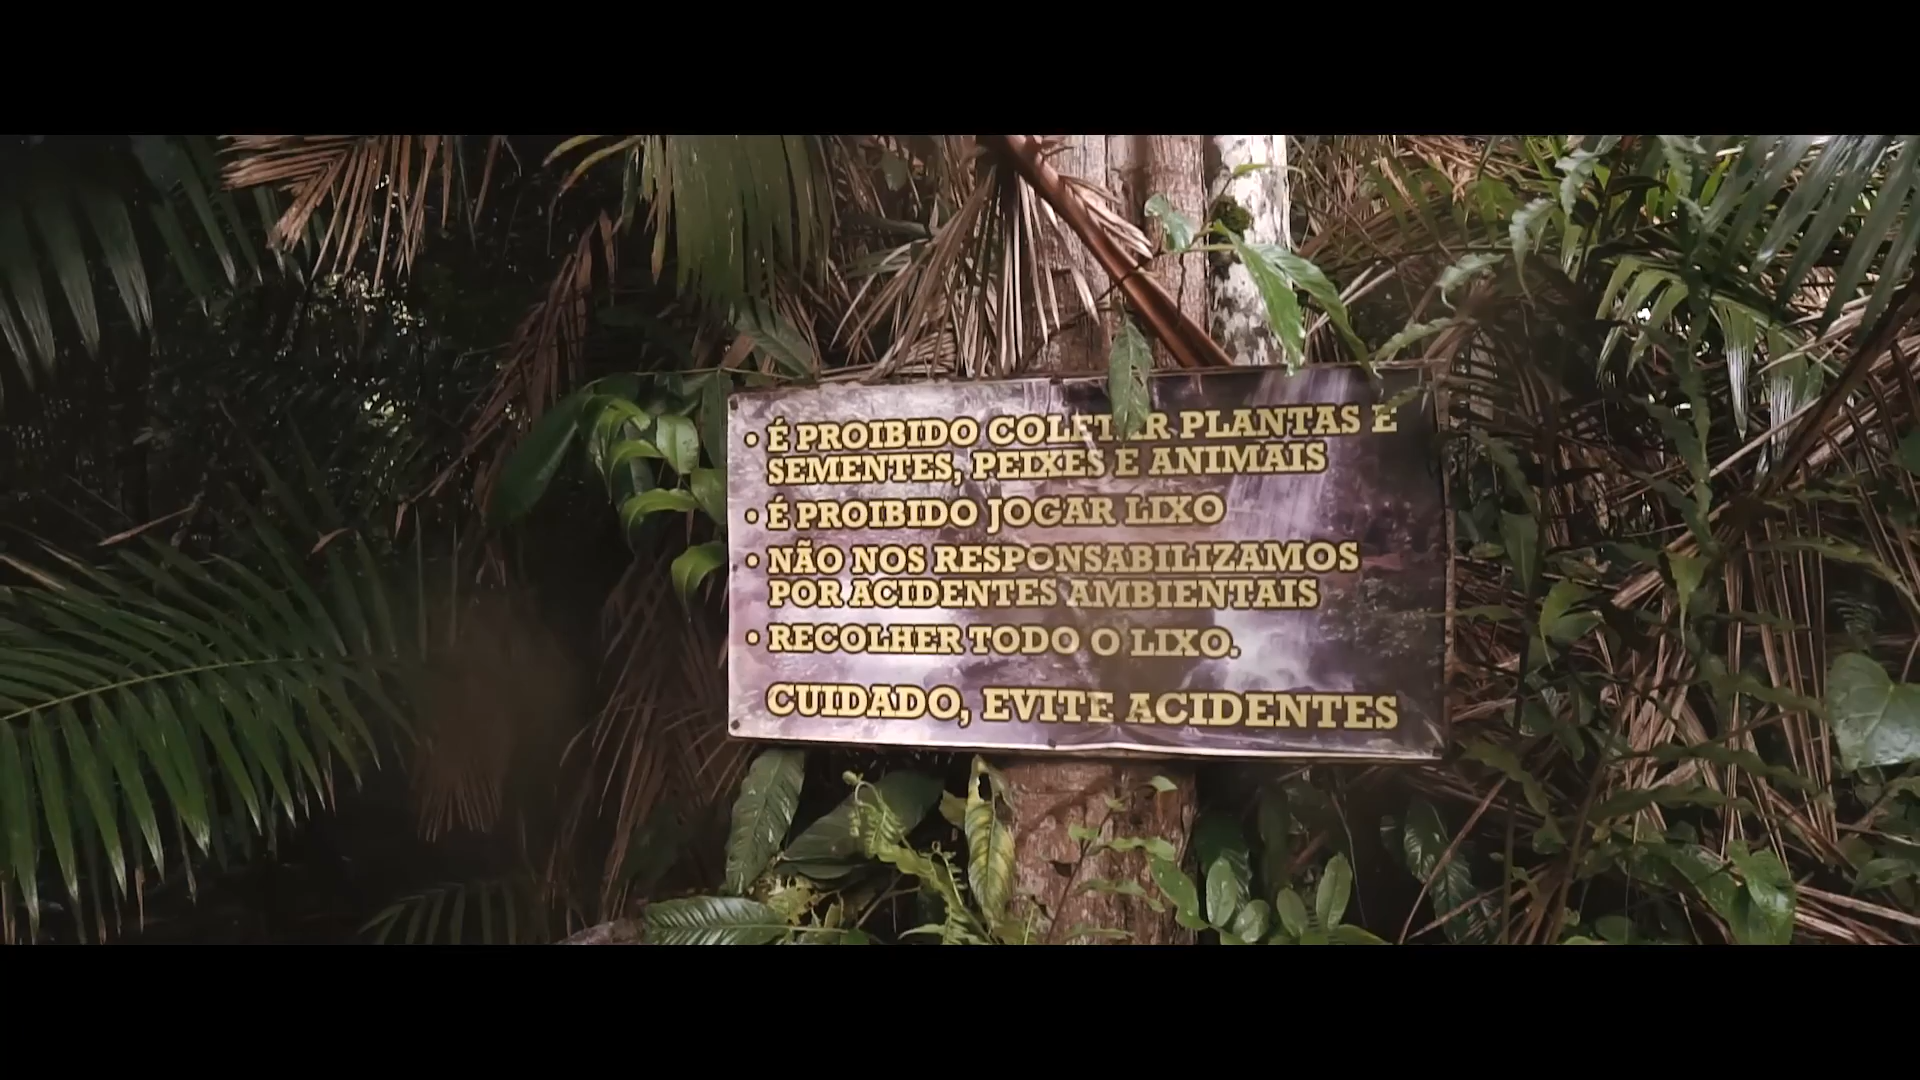 • É PROIBIDO COLETAR PLANTAS E
SEMENTES, PEIXES E ANIMAIS
• É PROIBIDO JOGAR LIXO
• NÃO NOS RESPONSABILIZAMOS
POR ACIDENTES AMBIENTAIS
• RECOLHER TODO O LIXO.
CUIDADO, EVITE ACIDENTES